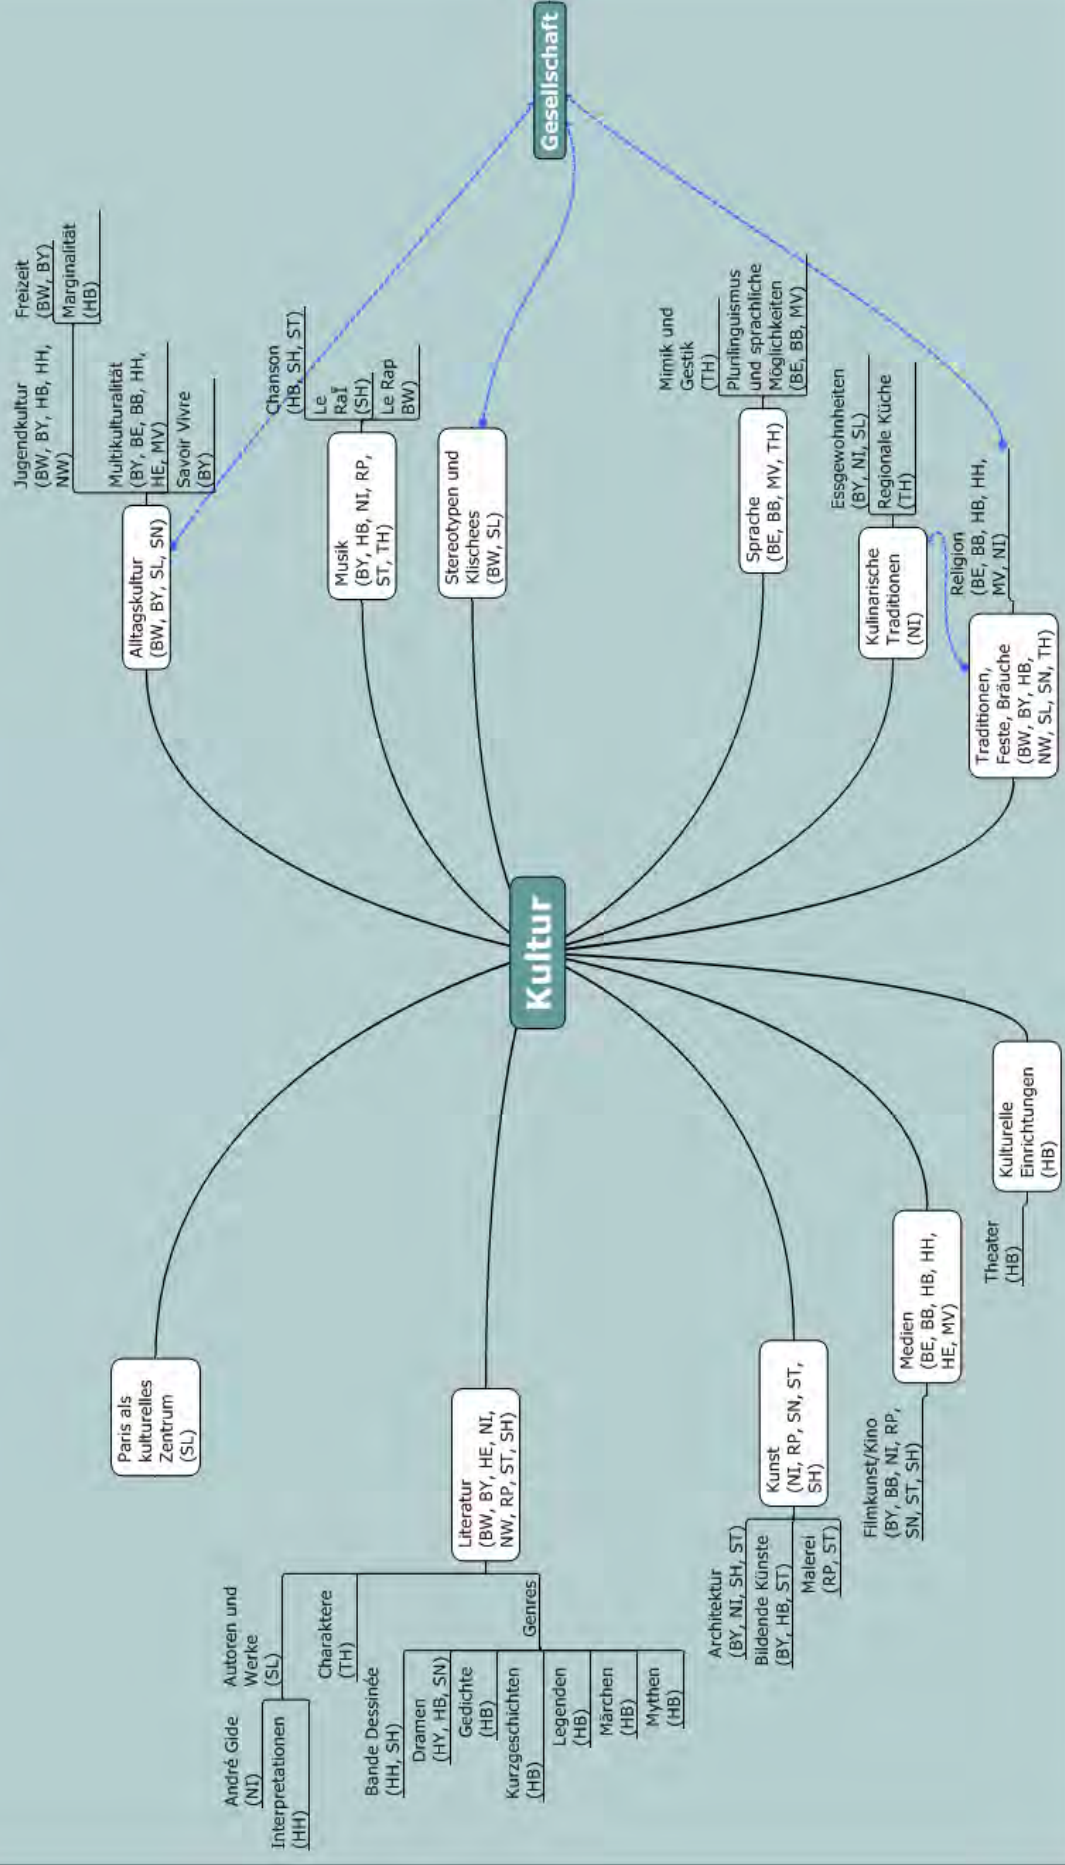 Gesellschaft
Kultur
Paris als
kulturelles
Zentrum
(SL)
Literatur
(BW, BY, HE, NI,
NW, RP, ST, SH)
Autoren und
Werke
(SL)
André Gide
(NI)
Interpretationen
(HH)
Charaktere
(TH)
Genres
Bande Dessinée
(HH, SH)
Dramen
(HY, HB, SN)
Gedichte
(HB)
Kurzgeschichten
(HB)
Legenden
(HB)
Märchen
(HB)
Mythen
(HB)
Kunst
(NI, RP, SN, ST,
SH)
Architektur
(BY, NI, SH, ST)
Bildende Künste
(BY, HB, ST)
Malerei
(RP, ST)
Medien
(BE, BB, HB, HH,
HE, MV)
Filmkunst/Kino
(BY, BB, NI, RP,
SN, ST, SH)
Kulturelle
Einrichtungen
(HB)
Theater
(HB)
Alltagskultur
(BW, BY, SL, SN)
Jugendkultur
(BW, BY, HB, HH,
NW)
Freizeit
(BW, BY)
Marginalität
(HB)
Multikulturalität
(BY, BE, BB, HH,
HE, MV)
Savoir Vivre
(BY)
Musik
(BY, HB, NI, RP,
ST, TH)
Chanson
(HB, SH, ST)
Le
RaÏ
(SH)
Le Rap
BW)
Stereotypen und
Klischees
(BW, SL)
Sprache
(BE, BB, MV, TH)
Mimik und
Gestik
(TH)
Plurilinguismus
und sprachliche
Möglichkeiten
(BE, BB, MV)
Kulinarische
Traditionen
(NI)
Essgewohnheiten
(BY, NI, SL)
Regionale Küche
(TH)
Traditionen,
Feste, Bräuche
(BW, BY, HB,
NW, SL, SN, TH)
Religion
(BE, BB, HB, HH,
MV, NI)